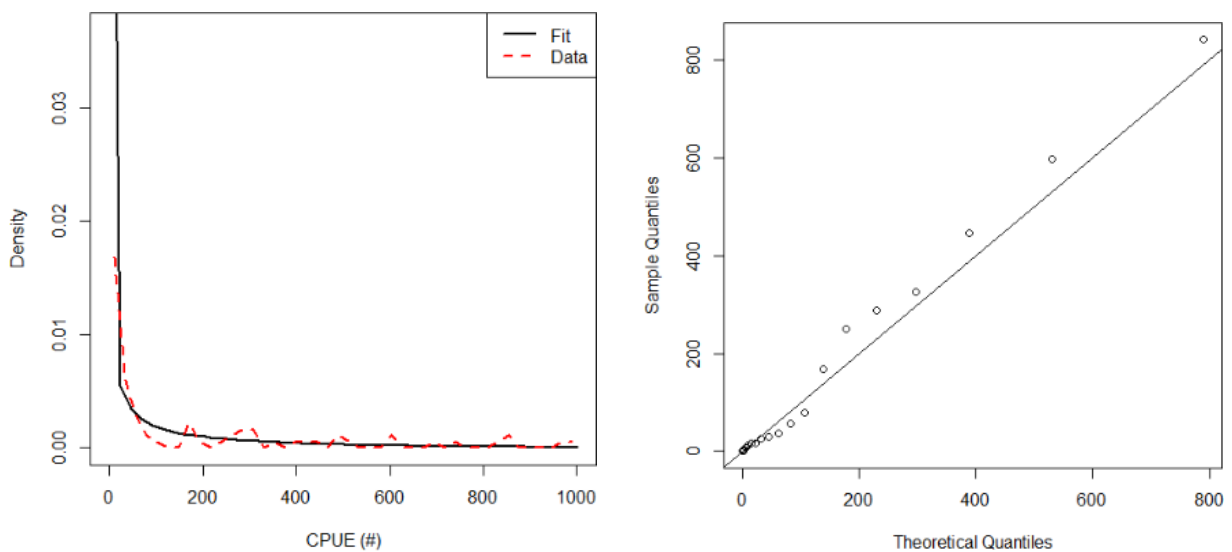 Fit
Data
0.03
0.02
0.01
0.00
Density
0 200 400 600 800 1000
CPUE (#)
800
600
400
200
0
Sample Quantiles
0 200 400 600 800
Theoretical Quantiles